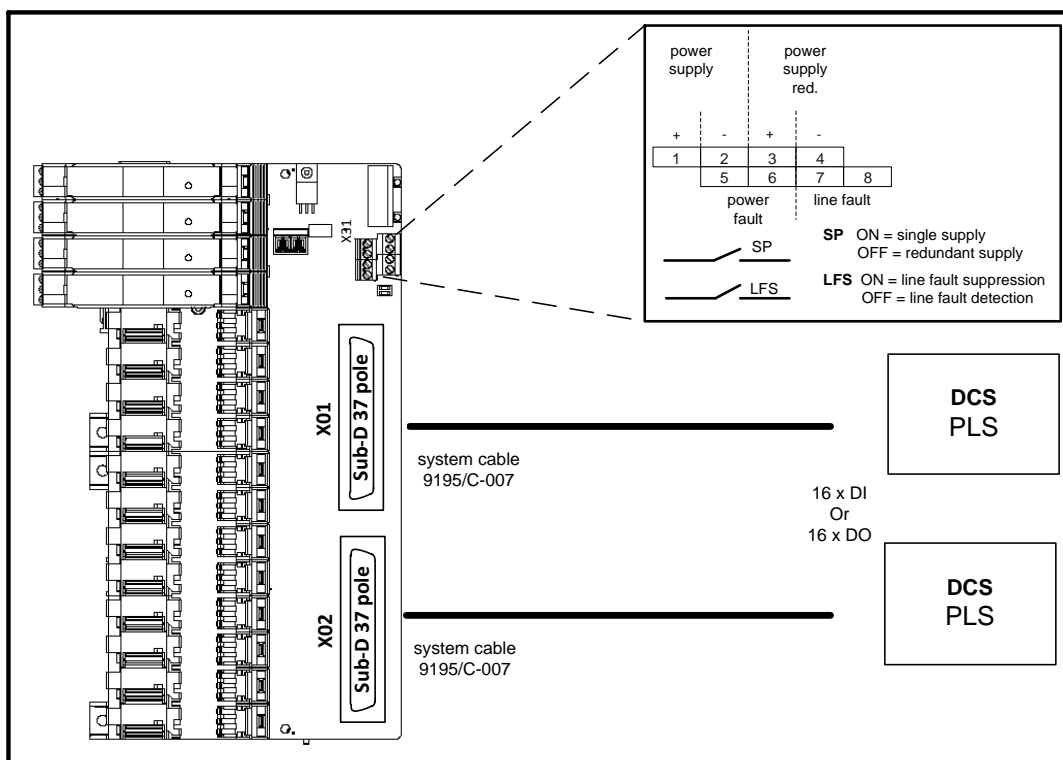 power supply
power supply red.
+ - + -
1 2 3 4
5 6 7 8
power fault
line fault
SP
SP ON = single supply
OFF = redundant supply
LFS
LFS ON = line fault suppression
OFF = line fault detection
X31
X01
Sub-D 37 pole
system cable
9195/C-007
DCS
PLS
16 x DI
Or
16 x DO
X02
Sub-D 37 pole
system cable
9195/C-007
DCS
PLS